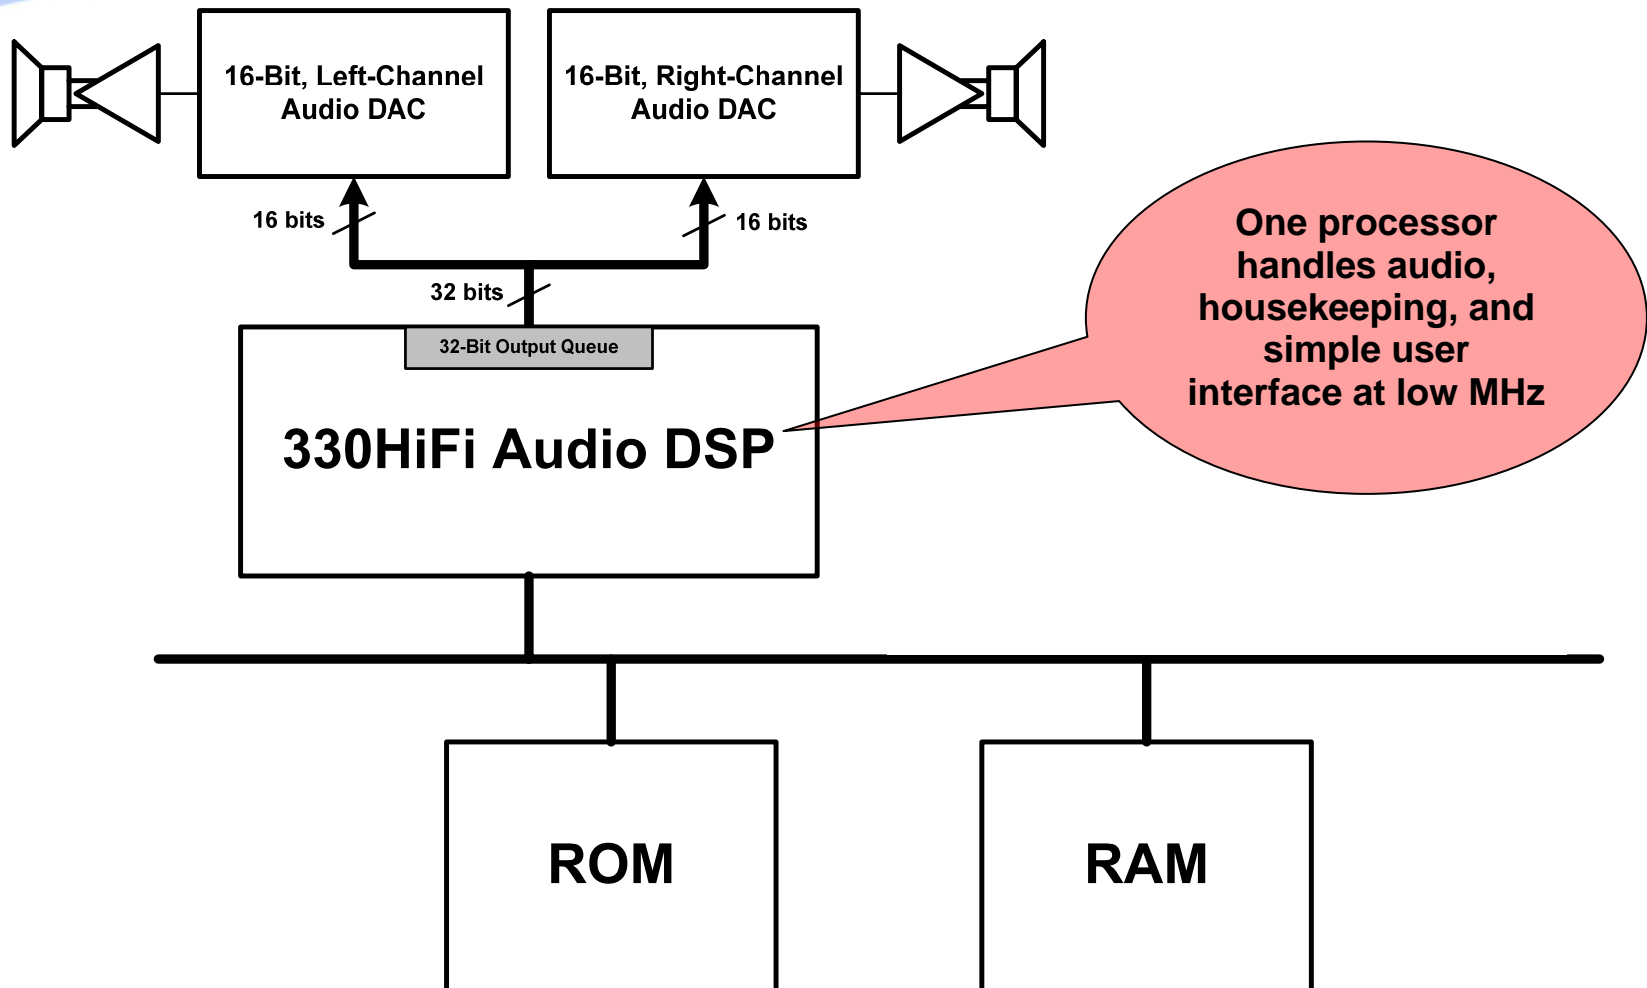 16-Bit, Left-Channel
Audio DAC
16-Bit, Right-Channel
Audio DAC
16 bits
16 bits
32 bits
32-Bit Output Queue
330HiFi Audio DSP
One processor
handles audio,
housekeeping, and
simple user
interface at low MHz
ROM
RAM